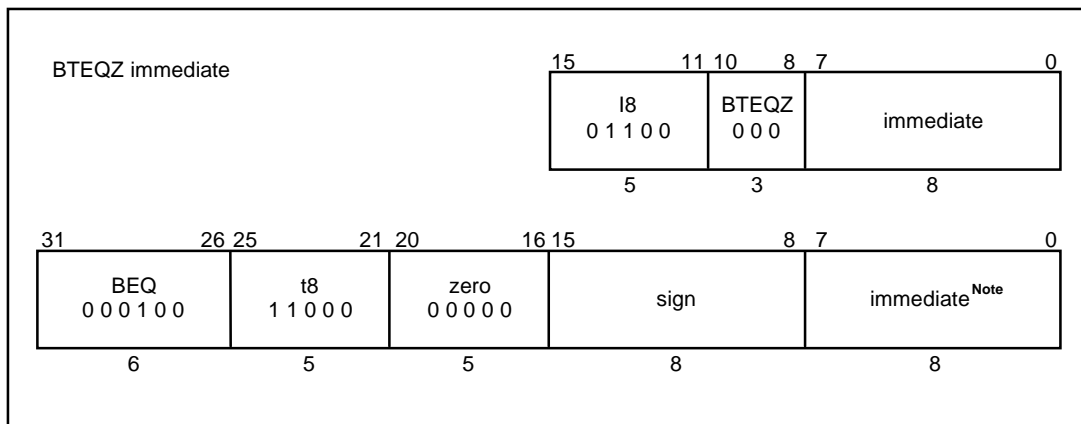 BTEQZ immediate
15 11 10 8 7 0
I8 BTEQZ immediate
0 1 1 0 0 0 0 0
5 3 8
31 26 25 21 20 16 15 8 7 0
BEQ t8 zero sign immediate Note
0 0 0 1 0 0 1 1 0 0 0 0 0 0 0 0
6 5 5 8 8